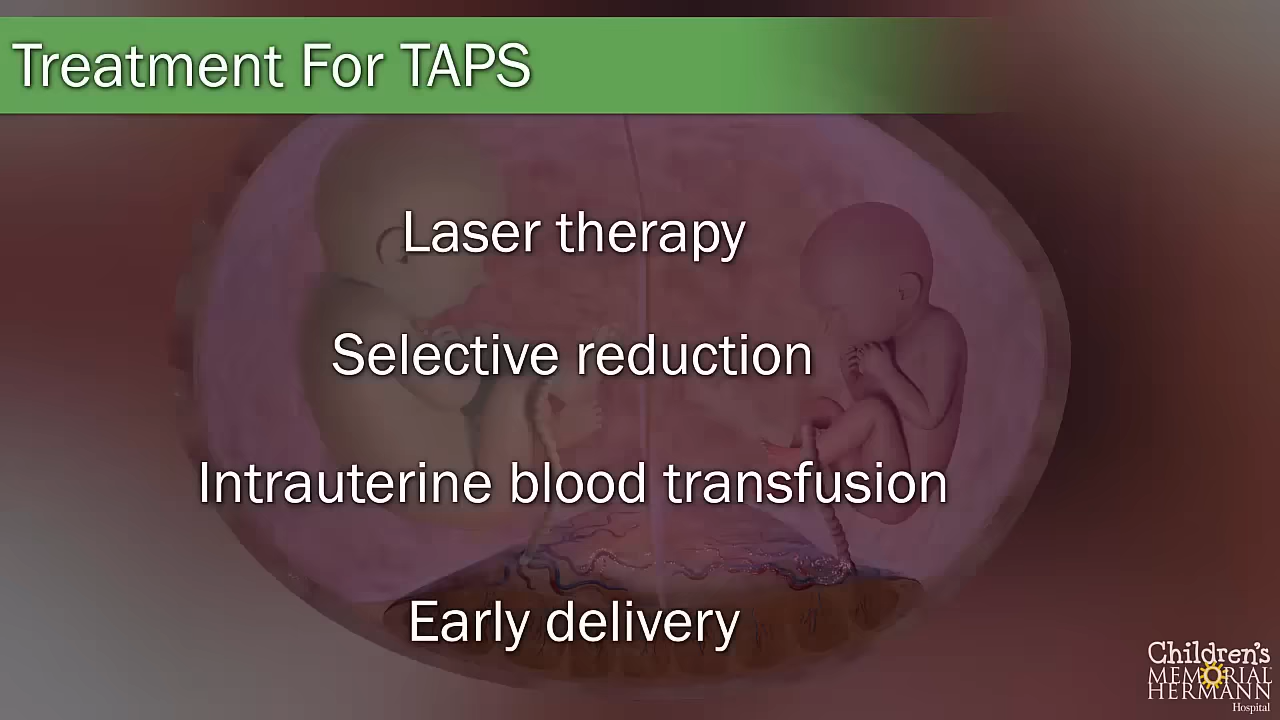 Treatment For TAPS
Laser therapy
Selective reduction
Intrauterine blood transfusion
Early delivery
Children's
MEMORIAL
HERMANN
Hospital